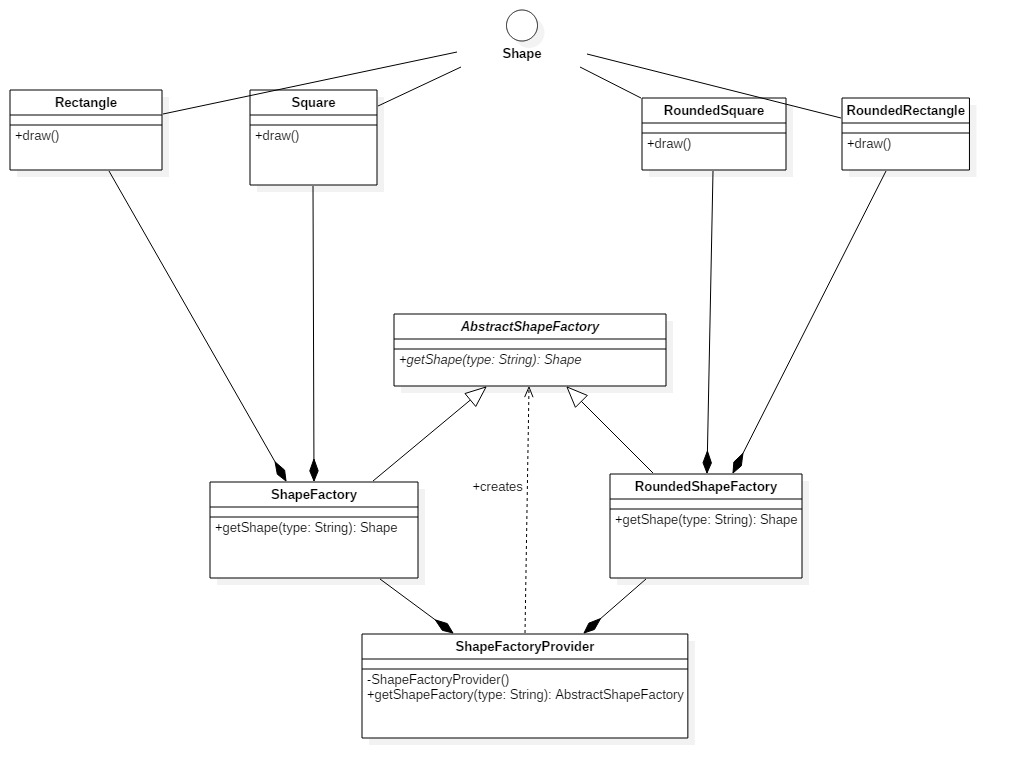 Shape
Rectangle
+draw()
Square
+draw()
RoundedSquare
+draw()
RoundedRectangle
+draw()
AbstractShapeFactory
+getShape(type: String): Shape
+creates
ShapeFactory
+getShape(type: String): Shape
RoundedShapeFactory
+getShape(type: String): Shape
ShapeFactoryProvider
-ShapeFactoryProvider()
+getShapeFactory(type: String): AbstractShapeFactory